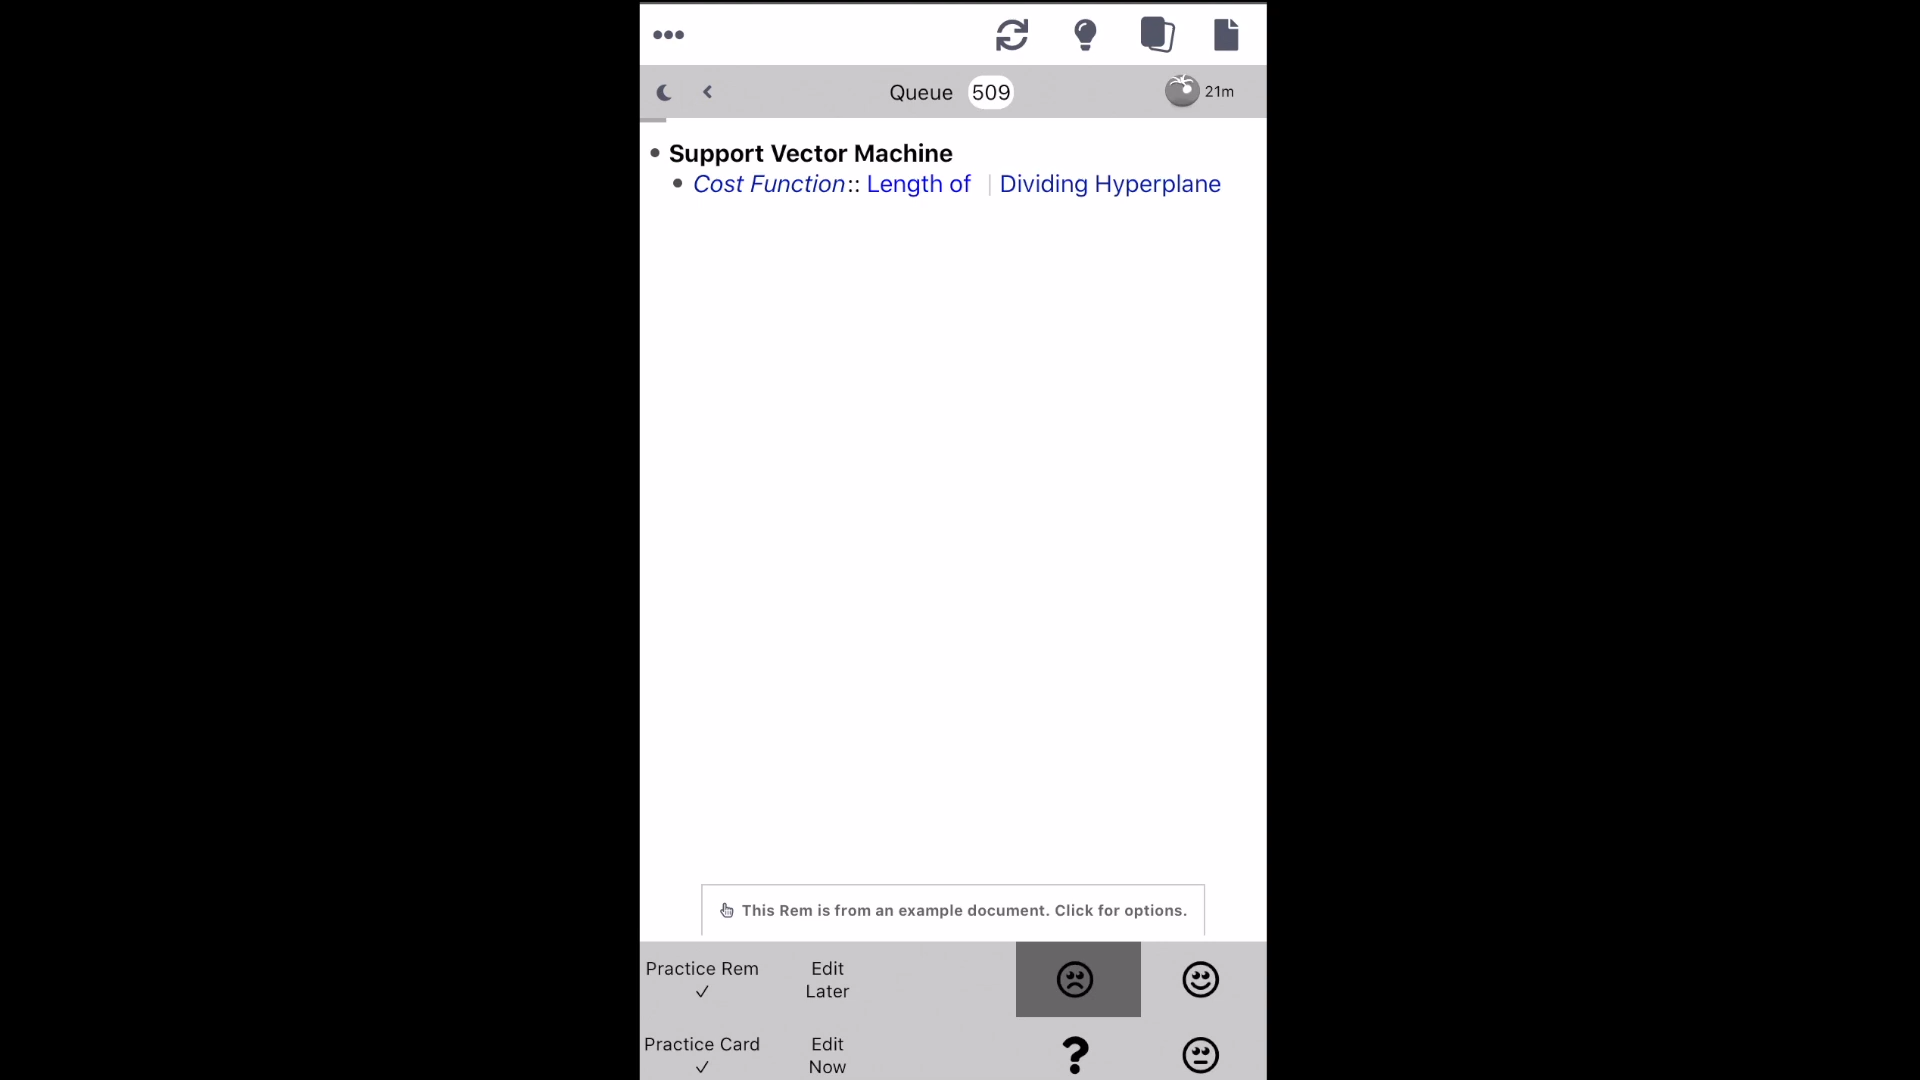 Queue 509
21m
Support Vector Machine
Cost Function:: Length of | Dividing Hyperplane
This Rem is from an example document. Click for options.
Practice Rem
✓
Edit
Later
Practice Card
✓
Edit
Now
?